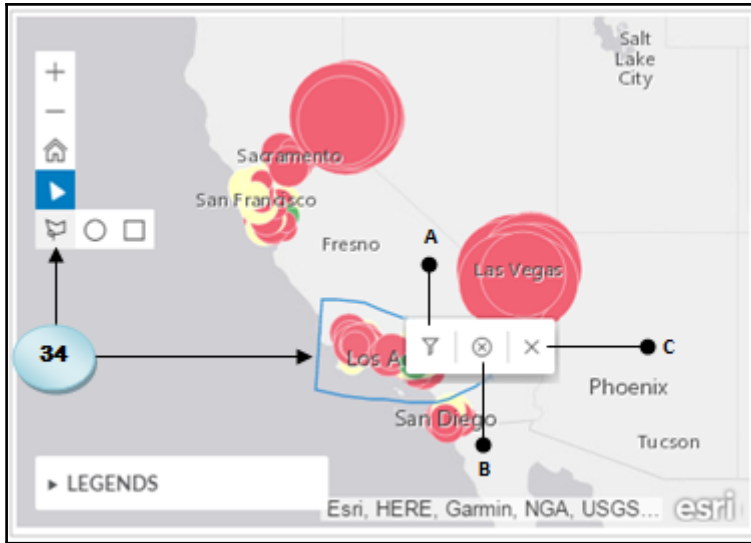 Salt
Lake
City
Sacramento
San Francisco
A
Fresno
Las Vegas
34
Los A
C
Phoenix
San Diego
Tucson
B
▸ LEGENDS
Esri, HERE, Garmin, NGA, USGS...
esri